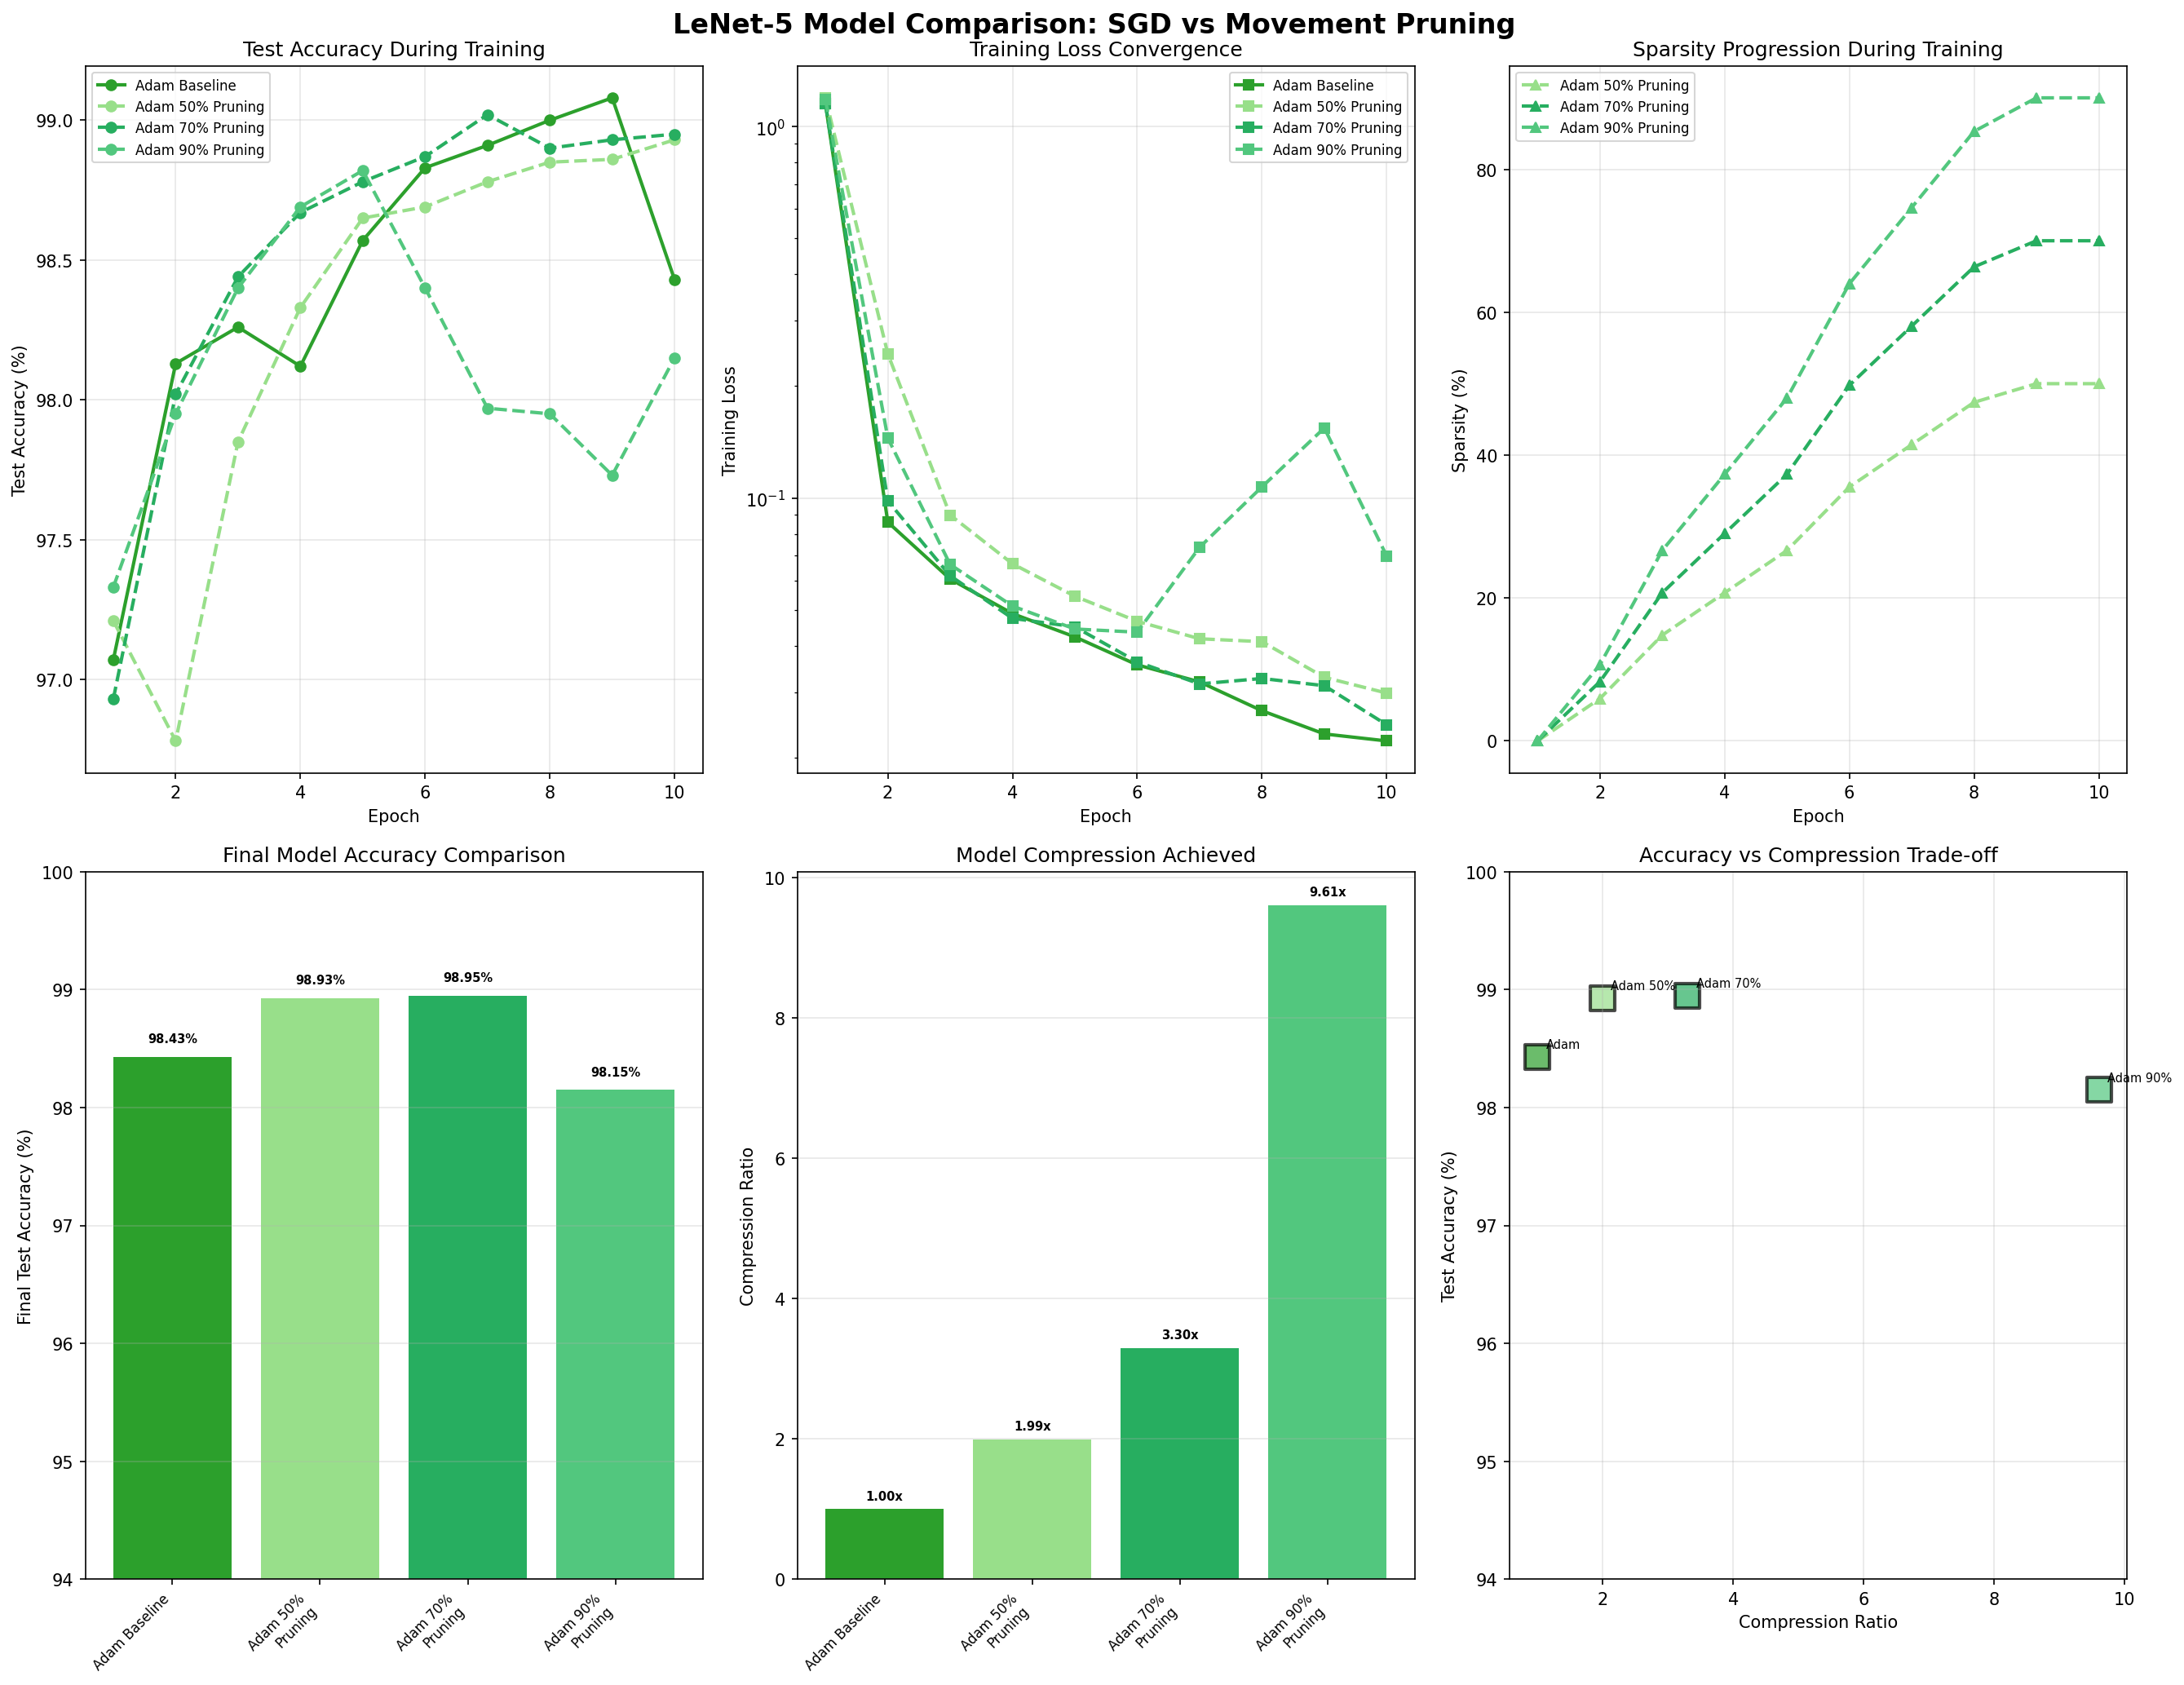 LeNet-5 Model Comparison: SGD vs Movement Pruning
Test Accuracy During Training
Adam Baseline
Adam 50% Pruning
Adam 70% Pruning
Adam 90% Pruning
99.0
98.5
98.0
97.5
97.0
Test Accuracy (%)
2 4 6 8 10
Epoch
Training Loss Convergence
Adam Baseline
Adam 50% Pruning
Adam 70% Pruning
Adam 90% Pruning
10⁰
10⁻¹
Training Loss
2 4 6 8 10
Epoch
Sparsity Progression During Training
Adam 50% Pruning
Adam 70% Pruning
Adam 90% Pruning
80
60
40
20
0
Sparsity (%)
2 4 6 8 10
Epoch
Final Model Accuracy Comparison
100
99
98
97
96
95
94
Final Test Accuracy (%)
98.43%
98.93%
98.95%
98.15%
Adam Baseline
Adam 50%
Pruning
Adam 70%
Pruning
Adam 90%
Pruning
Model Compression Achieved
10
8
6
4
2
0
Compression Ratio
1.00x
1.99x
3.30x
9.61x
Adam Baseline
Adam 50%
Pruning
Adam 70%
Pruning
Adam 90%
Pruning
Accuracy vs Compression Trade-off
100
99
98
97
96
95
94
Test Accuracy (%)
Adam
Adam 50%
Adam 70%
Adam 90%
2 4 6 8 10
Compression Ratio